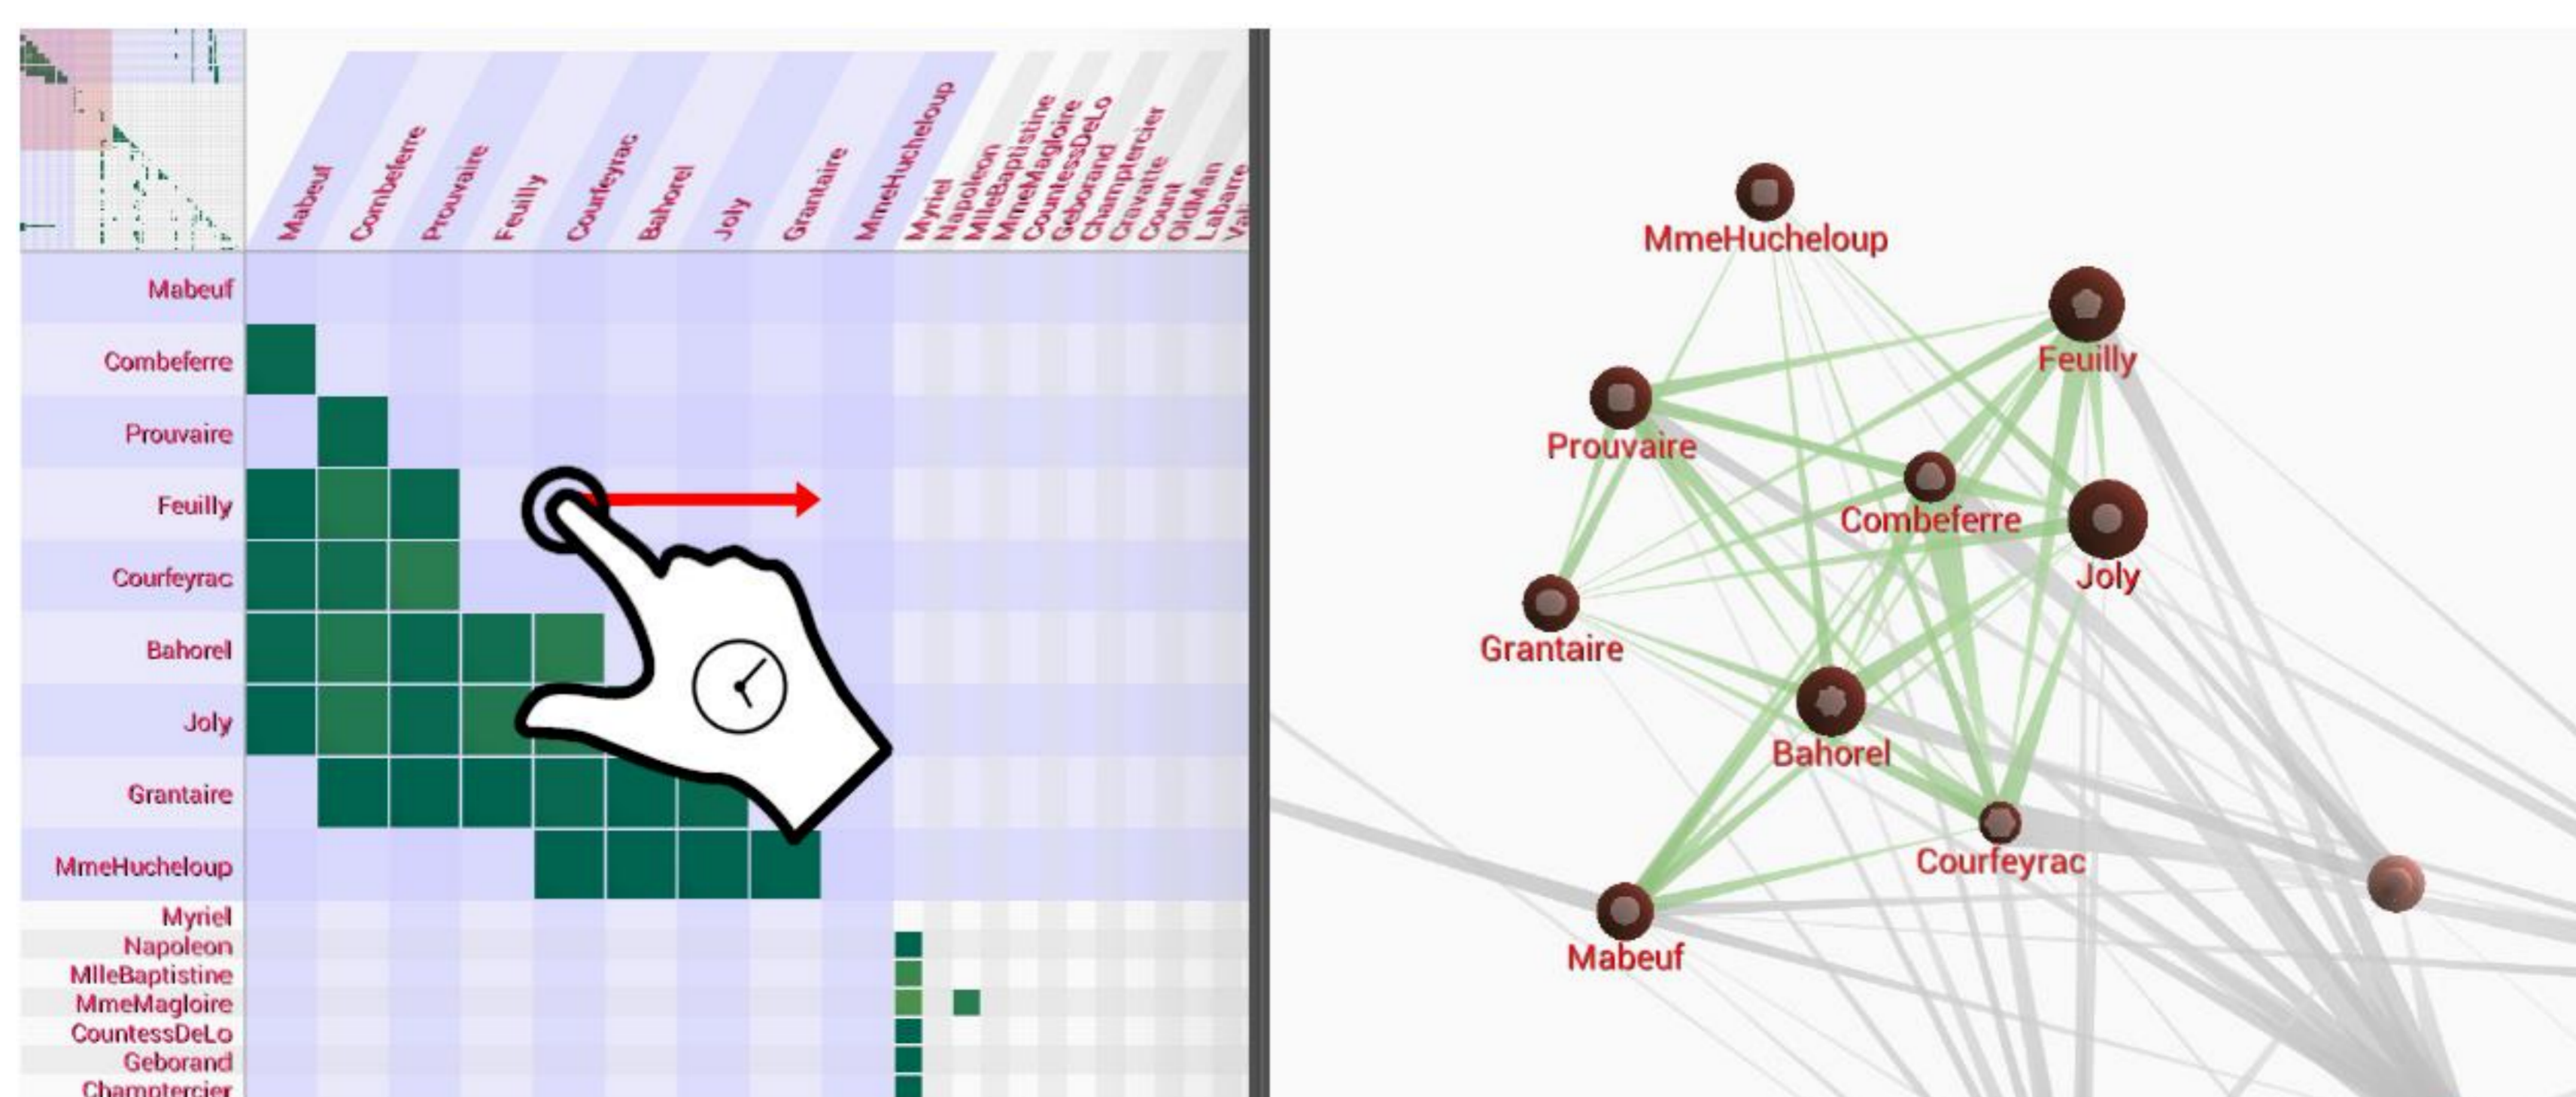 Mabeuf
Combeferre
Prouvaire
Feuilly
Courfeyrac
Bahorel
Joly
Grantaire
MmeHucheloup
Myriel
Napoleon
MlleBaptistine
MmeMagloire
CountessDeLo
Geborand
Champtercier
Cravatte
Count
OldMan
Labarre
Mabeuf
Combeferre
Prouvaire
Feuilly
Courfeyrac
Bahorel
Joly
Grantaire
MmeHucheloup
Myriel
Napoleon
MlleBaptistine
MmeMagloire
CountessDeLo
Geborand
Champtercier
MmeHucheloup
Feuilly
Prouvaire
Combeferre
Joly
Grantaire
Bahorel
Courfeyrac
Mabeuf